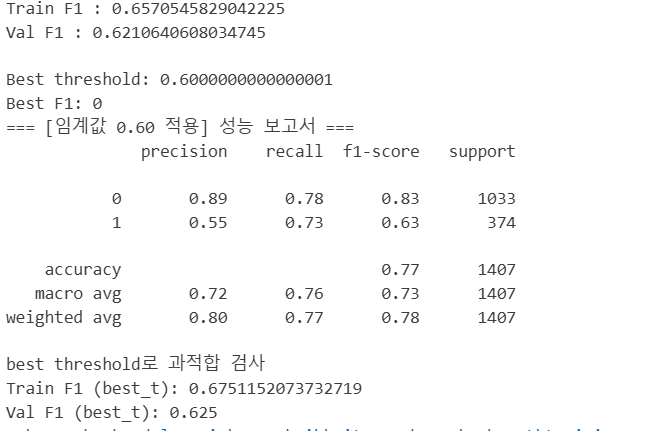 Train F1 : 0.6570545829042225
Val F1 : 0.6210640608034745
Best threshold: 0.6000000000000001
Best F1: 0
=== [임계값 0.60 적용] 성능 보고서 ===
precision recall f1-score support
0 0.89 0.78 0.83 1033
1 0.55 0.73 0.63 374
accuracy 0.77 1407
macro avg 0.72 0.76 0.73 1407
weighted avg 0.80 0.77 0.78 1407
best threshold로 과적합 검사
Train F1 (best_t): 0.6751152073732719
Val F1 (best_t): 0.625